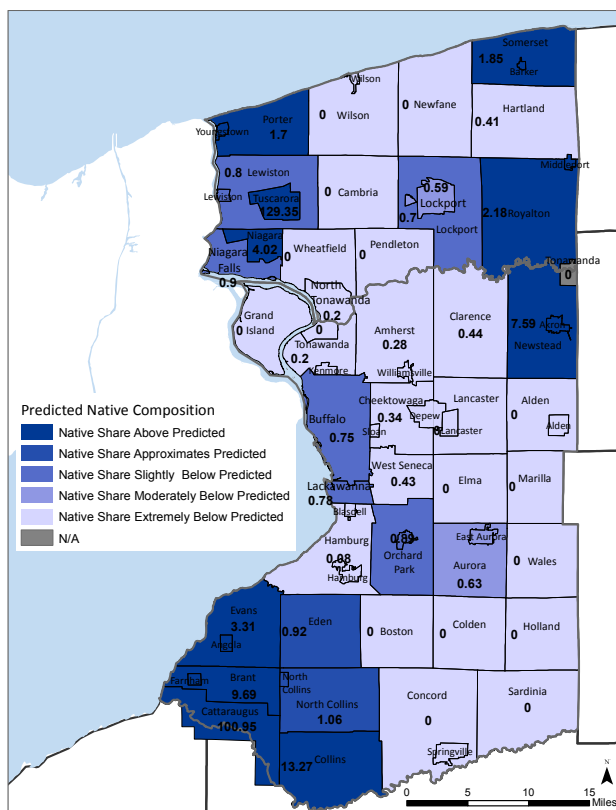 Somerset
1.85
Barker
Wilson
0
Wilson
0
Newfane
Hartland
0.41
Porter
Youngstown
1.7
0.8
Lewiston
Lewiston
Tuscarora
129.35
0
Cambria
0.59
Lockport
0.7
Lockport
Middleport
2.18 Royalton
Niagara
4.02
Niagara
Falls
0.9
Wheatfield
0
Pendleton
0
Tonawanda
0
North
Tonawanda
0.2
Grand
Island
0
0
Tonawanda
0.2
Kenmore
Amherst
0.28
Williamsville
Clarence
0.44
7.59
Akron
Newstead
Predicted Native Composition
Native Share Above Predicted
Native Share Approximates Predicted
Native Share Slightly Below Predicted
Native Share Moderately Below Predicted
Native Share Extremely Below Predicted
N/A
Buffalo
0.75
Cheektowaga
0.34
Depew
Sloan
Lancaster
Lancaster
Alden
0
Alden
West Seneca
0.43
Elma
0
Marilla
0
Lackawanna
0.78
Blasdell
Hamburg
0.08
Hamburg
0.89
Orchard
Park
East Aurora
Aurora
0.63
Wales
0
Evans
3.31
Angola
Eden
0.92
0 Boston
Colden
0
Holland
0
Farnham
Brant
9.69
North
Collins
Cattaraugus
100.95
North Collins
1.06
Concord
0
Sardinia
0
Springville
Collins
13.27
N
0 5 10 15
Miles